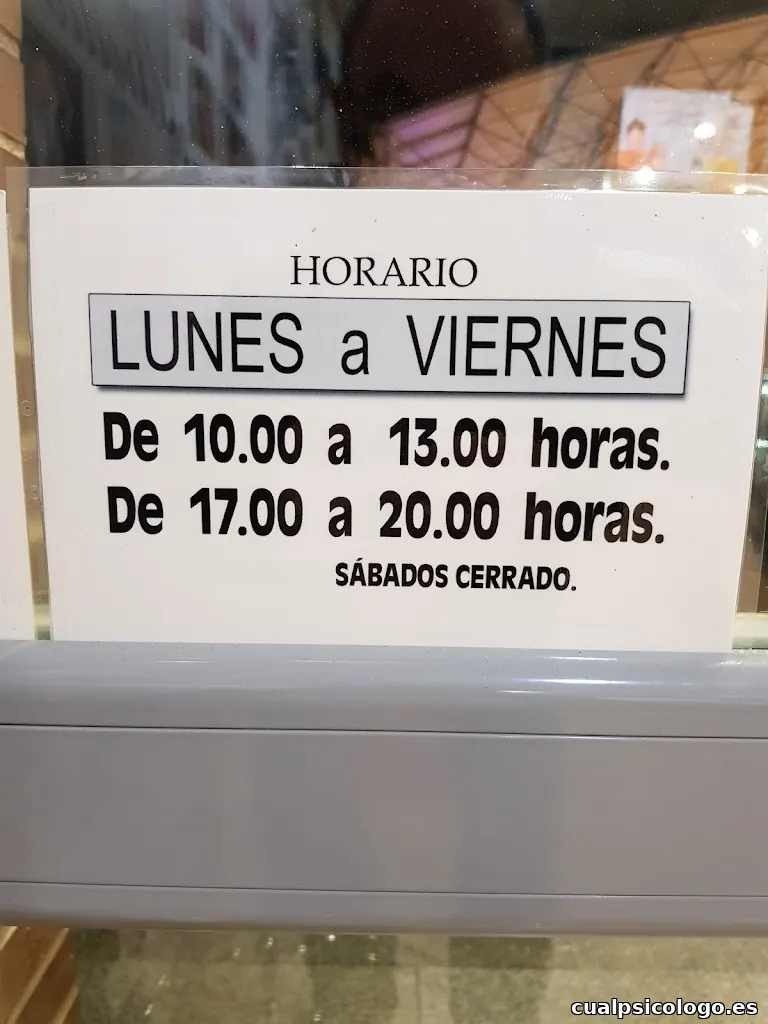 HORARIO
LUNES a VIERNES
De 10.00 a 13.00 horas.
De 17.00 a 20.00 horas.
SÁBADOS CERRADO.
cualpsicologo.es